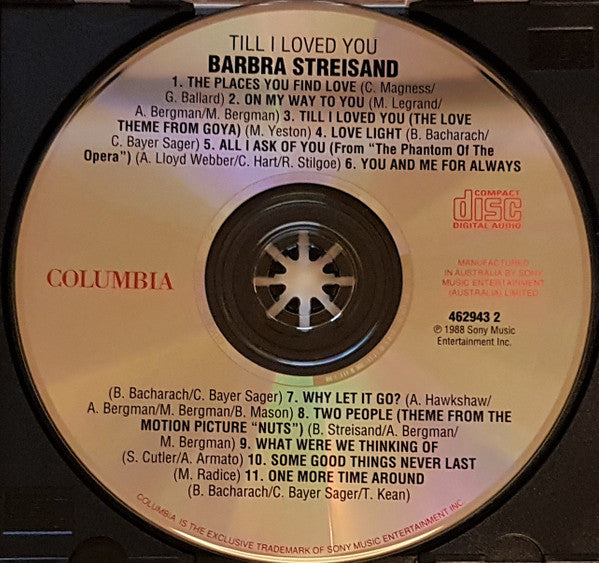 TILL I LOVED YOU
BARBRA STREISAND
1. THE PLACES YOU FIND LOVE (C. Magness/
G. Ballard) 2. ON MY WAY TO YOU (M. Legrand/
A. Bergman/M. Bergman) 3. TILL I LOVED YOU (THE LOVE
THEME FROM GOYA) (M. Yeston) 4. LOVE LIGHT (B. Bacharach/
C. Bayer Sager) 5. ALL I ASK OF YOU (From "The Phantom Of The
Opera") (A. Lloyd Webber/C. Hart/R. Stilgoe) 6. YOU AND ME FOR ALWAYS
COMPACT
disc
DIGITAL AUDIO
COLUMBIA
MANUFACTURED
IN AUSTRALIA BY SONY
MUSIC ENTERTAINMENT
(AUSTRALIA) LIMITED
462943 2
℗ 1988 Sony Music
Entertainment Inc.
(B. Bacharach/C. Bayer Sager) 7. WHY LET IT GO? (A. Hawkshaw/
A. Bergman/M. Bergman/B. Mason) 8. TWO PEOPLE (THEME FROM THE
MOTION PICTURE "NUTS") (B. Streisand/A. Bergman/
M. Bergman) 9. WHAT WERE WE THINKING OF
(S. Cutler/A. Armato) 10. SOME GOOD THINGS NEVER LAST
(M. Radice) 11. ONE MORE TIME AROUND
(B. Bacharach/C. Bayer Sager/T. Kean)
COLUMBIA IS THE EXCLUSIVE TRADEMARK OF SONY MUSIC ENTERTAINMENT INC.